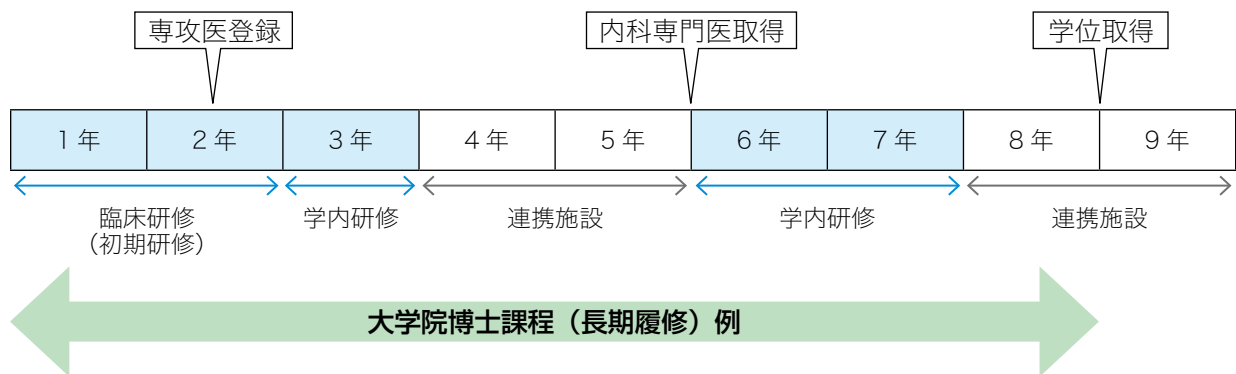 専攻医登録
内科専門医取得
学位取得
1年
2年
3年
4年
5年
6年
7年
8年
9年
臨床研修
（初期研修）
学内研修
連携施設
学内研修
連携施設
大学院博士課程（長期履修）例